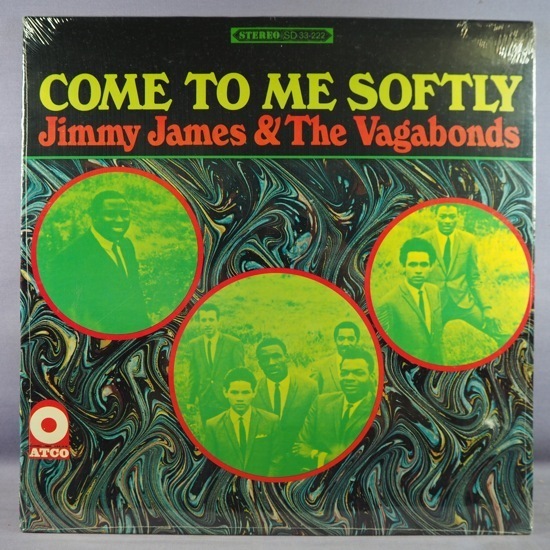 STEREO SD 33-222
COME TO ME SOFTLY
Jimmy James & The Vagabonds
ATCO